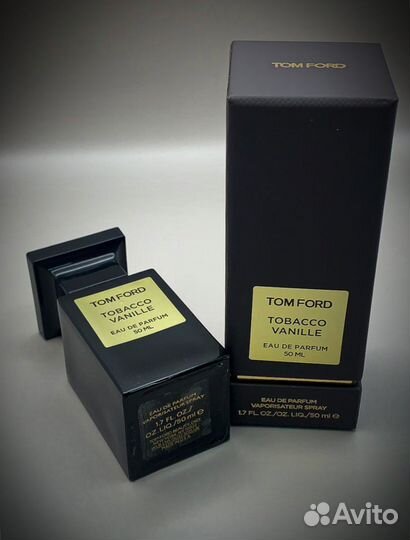 TOM FORD
TOM FORD
TOBACCO
VANILLE
EAU DE PARFUM
50 ML
EAU DE PARFUM
VAPORISATEUR SPRAY
1.7 FL OZ./OZ. LIQ./50 ml ℮
TOM FORD
TOBACCO
VANILLE
EAU DE PARFUM
50 ML
EAU DE PARFUM
VAPORISATEUR SPRAY
1.7 FL OZ./
OZ. LIQ./50 ml ℮
Avito